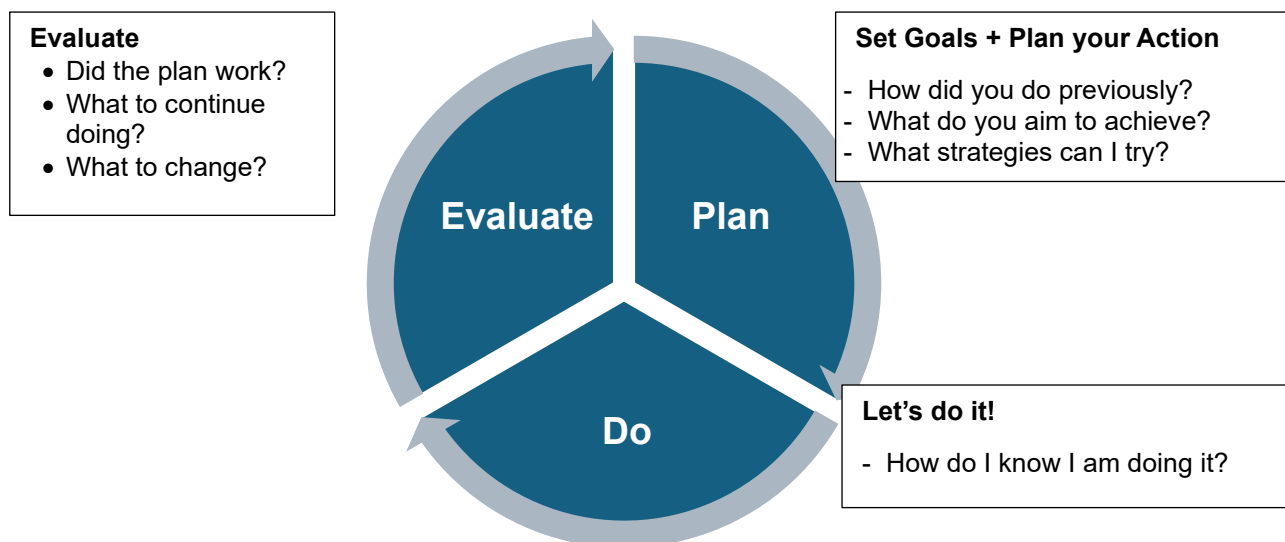 Evaluate
• Did the plan work?
• What to continue
doing?
• What to change?
Set Goals + Plan your Action
- How did you do previously?
- What do you aim to achieve?
- What strategies can I try?
Evaluate
Plan
Do
Let’s do it!
- How do I know I am doing it?